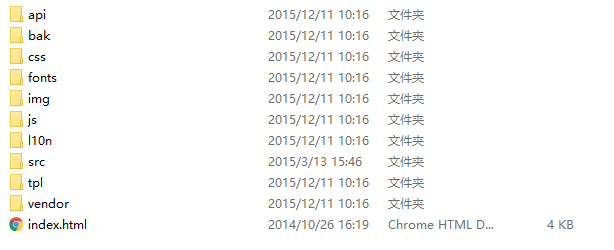 api 2015/12/11 10:16 文件夹
bak 2015/12/11 10:16 文件夹
css 2015/12/11 10:16 文件夹
fonts 2015/12/11 10:16 文件夹
img 2015/12/11 10:16 文件夹
js 2015/12/11 10:16 文件夹
l10n 2015/12/11 10:16 文件夹
src 2015/3/13 15:46 文件夹
tpl 2015/12/11 10:16 文件夹
vendor 2015/12/11 10:16 文件夹
index.html 2014/10/26 16:19 Chrome HTML D... 4 KB